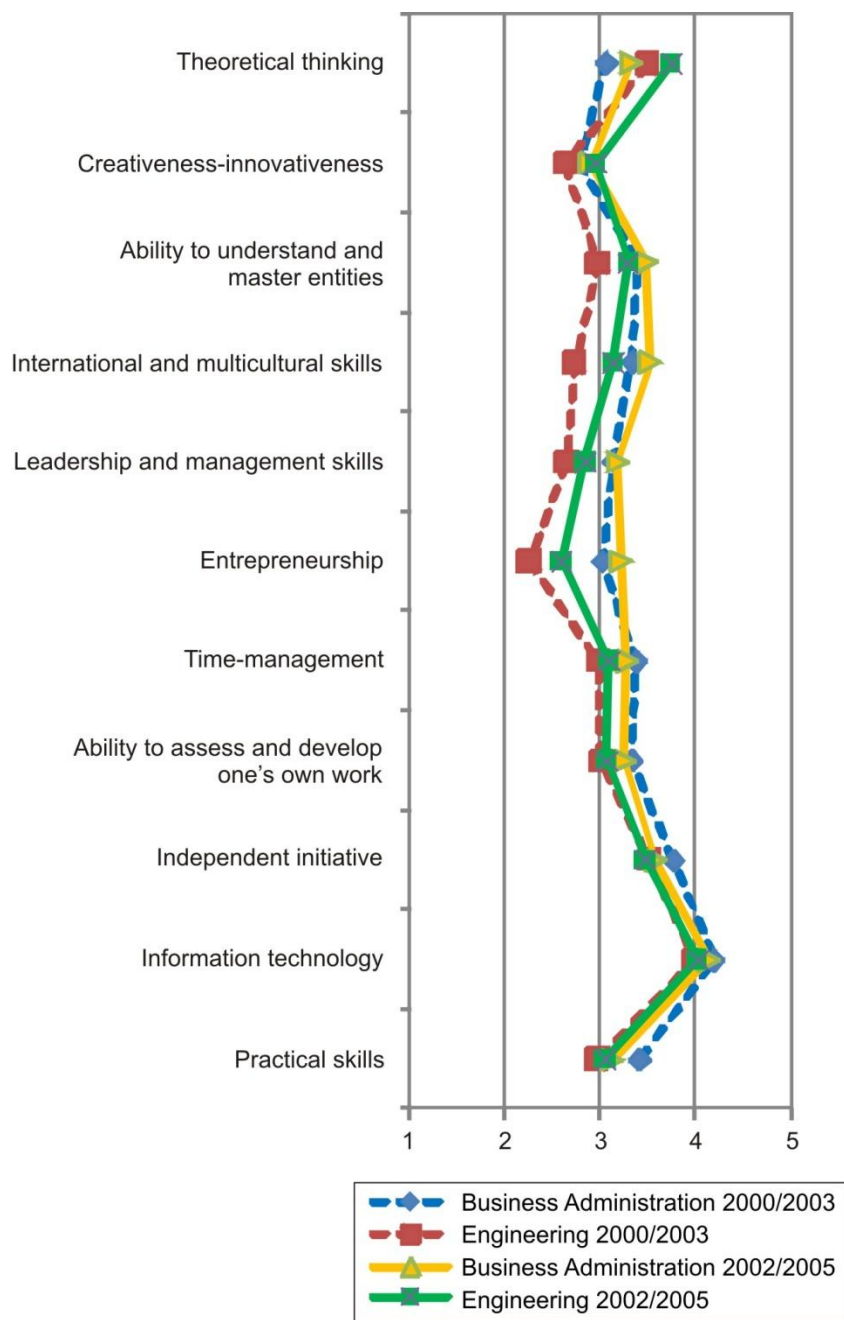 Theoretical thinking
Creativeness-innovativeness
Ability to understand and
master entities
International and multicultural skills
Leadership and management skills
Entrepreneurship
Time-management
Ability to assess and develop
one’s own work
Independent initiative
Information technology
Practical skills
1 2 3 4 5
Business Administration 2000/2003
Engineering 2000/2003
Business Administration 2002/2005
Engineering 2002/2005